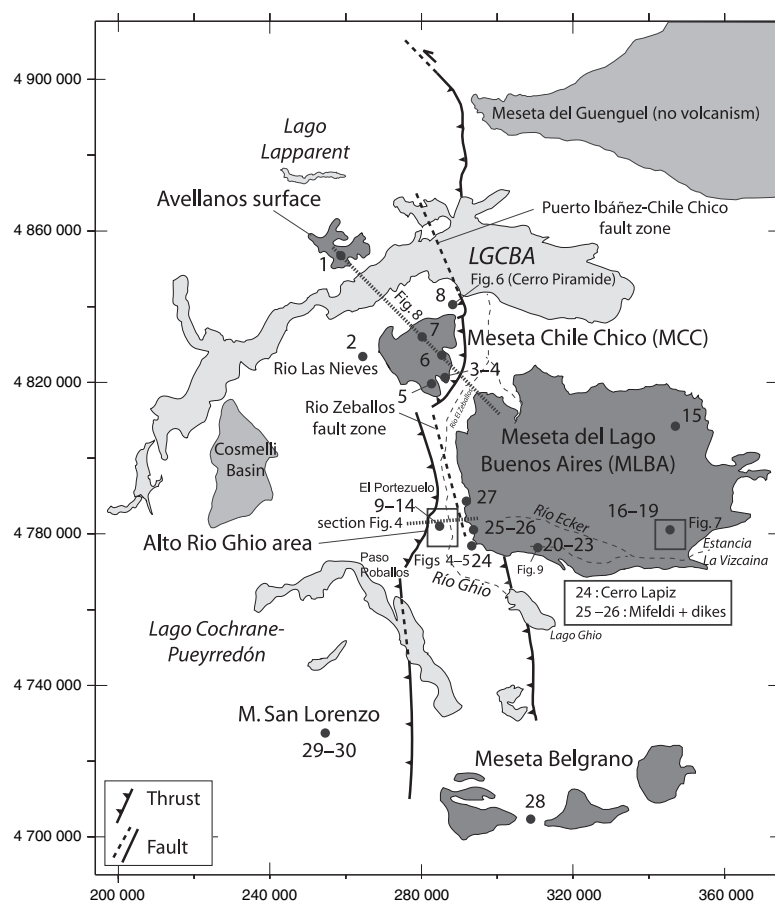 4 900 000
4 860 000
4 820 000
4 780 000
4 740 000
4 700 000
Meseta del Guenguel (no volcanism)
Lago
Lapparent
Avellanos surface
Puerto Ibáñez-Chile Chico
fault zone
LGCBA
Fig. 6 (Cerro Piramide)
1
Fig. 8
8
7
Meseta Chile Chico (MCC)
2
Rio Las Nieves
6
3–4
5
Rio Zeballos
fault zone
Rio El Zeballos
15
Meseta del Lago
Buenos Aires (MLBA)
Cosmelli
Basin
El Portezuelo
9–14
section Fig. 4
27
Río Ecker
16–19
Fig. 7
25–26
Alto Rio Ghio area
20–23
Estancia
La Vizcaina
Paso
Roballos
Figs 4–5
24
Fig. 9
Río Ghio
24 : Cerro Lapiz
25 –26 : Mifeldi + dikes
Lago Ghio
Lago Cochrane-
Pueyrredón
M. San Lorenzo
29–30
Meseta Belgrano
28
Thrust
Fault
200 000
240 000
280 000
320 000
360 000